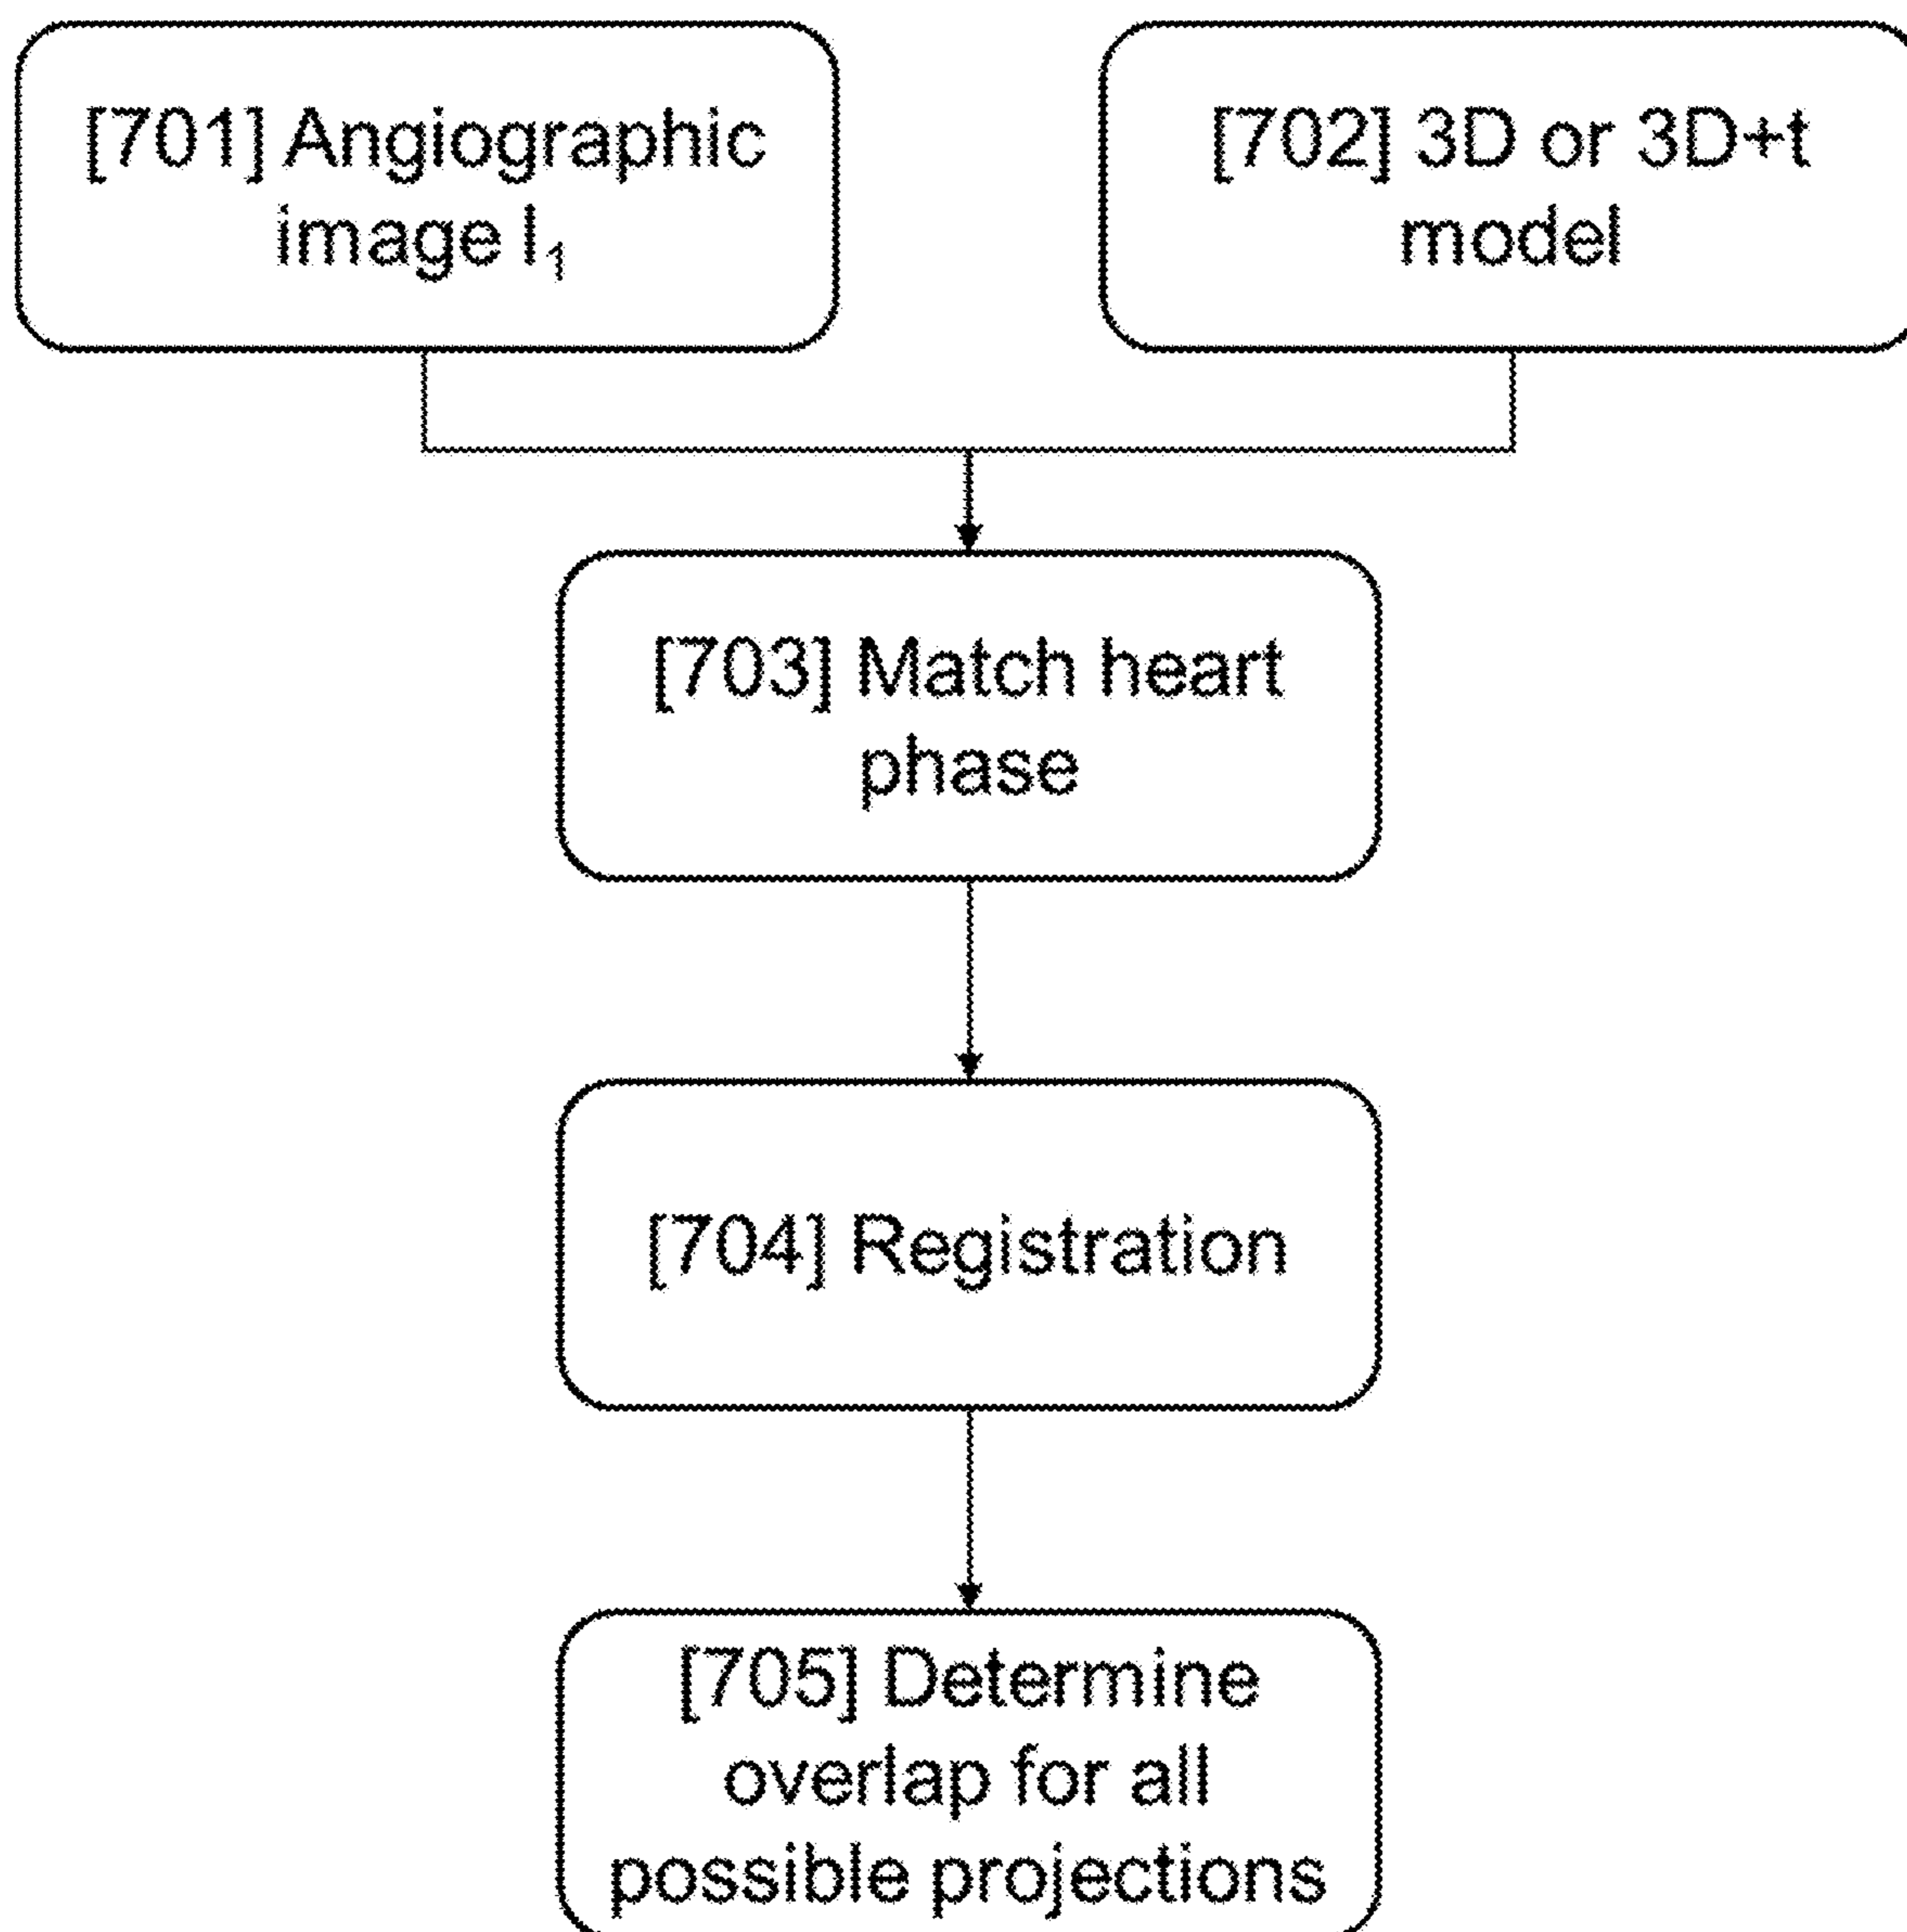 [701] Angiographic
image I₁
[702] 3D or 3D+t
model
[703] Match heart
phase
[704] Registration
[705] Determine
overlap for all
possible projections